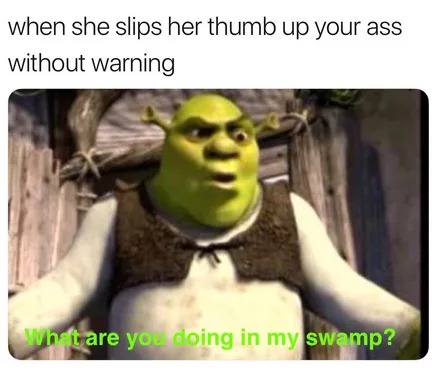 when she slips her thumb up your ass
without warning
What are you doing in my swamp?